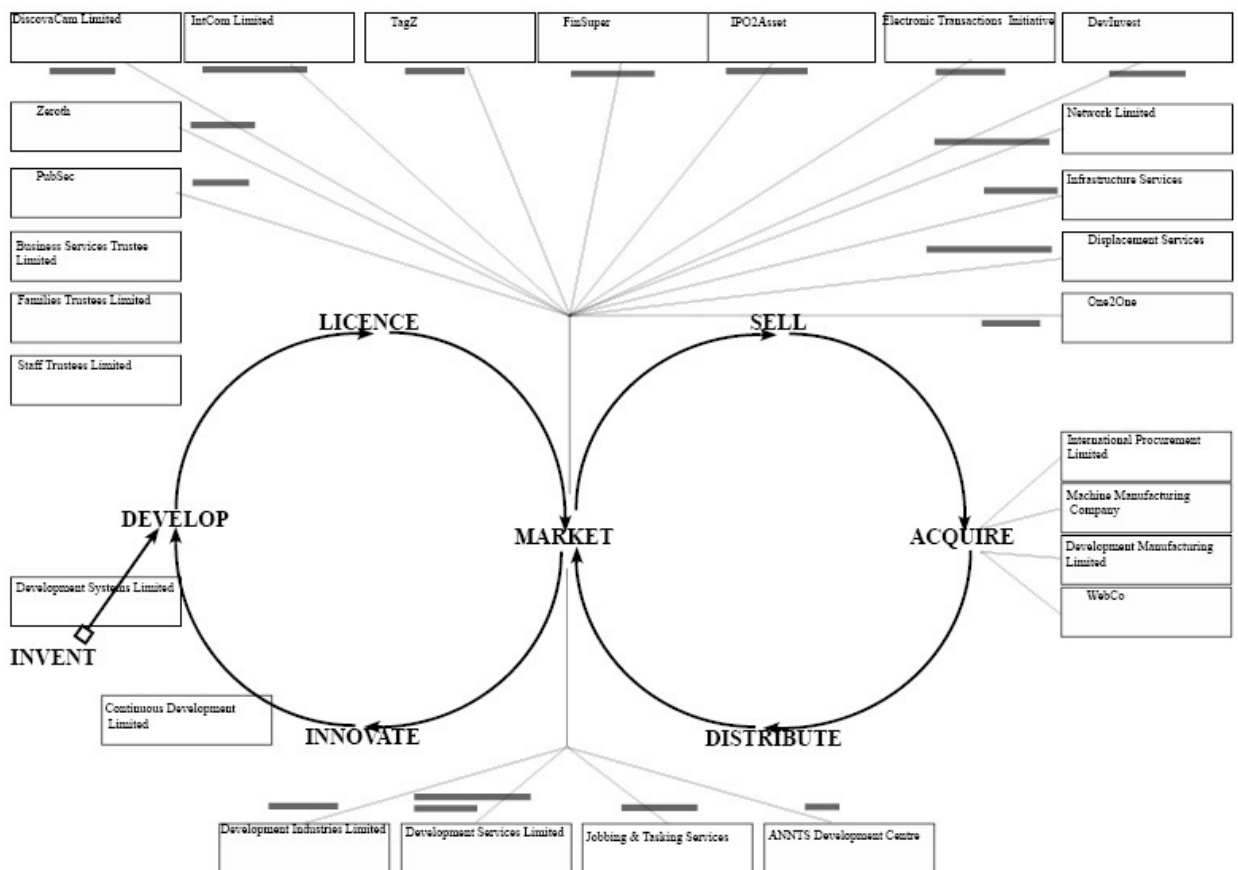 DiscovaCam Limited
IntCom Limited
TagZ
FinSuper
IPO2Asset
Electronic Transactions Initiative
DevInvest
Zeroth
Network Limited
PubSec
Infrastructure Services
Business Services Trustee
Limited
Displacement Services
Families Trustees Limited
One2One
LICENCE
SELL
Staff Trustees Limited
International Procurement
Limited
Machine Manufacturing
Company
DEVELOP
MARKET
ACQUIRE
Development Manufacturing
Limited
Development Systems Limited
WebCo
INVENT
Continuous Development
Limited
INNOVATE
DISTRIBUTE
Development Industries Limited
Development Services Limited
Jobbing & Tasking Services
ANNTS Development Centre